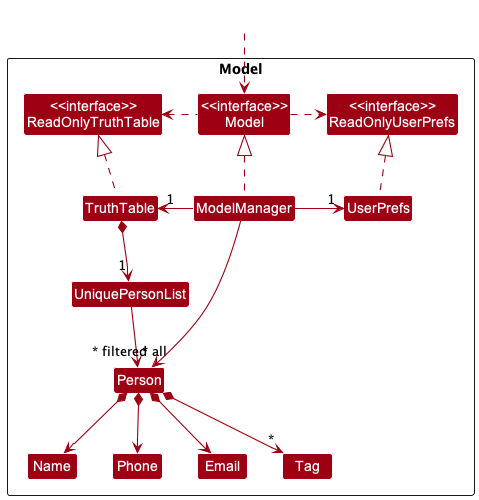 Model
<<interface>>
ReadOnlyTruthTable
<<interface>>
Model
<<interface>>
ReadOnlyUserPrefs
TruthTable
1
ModelManager
1
UserPrefs
1
UniquePersonList
* filtered
* all
Person
*
Name
Phone
Email
Tag